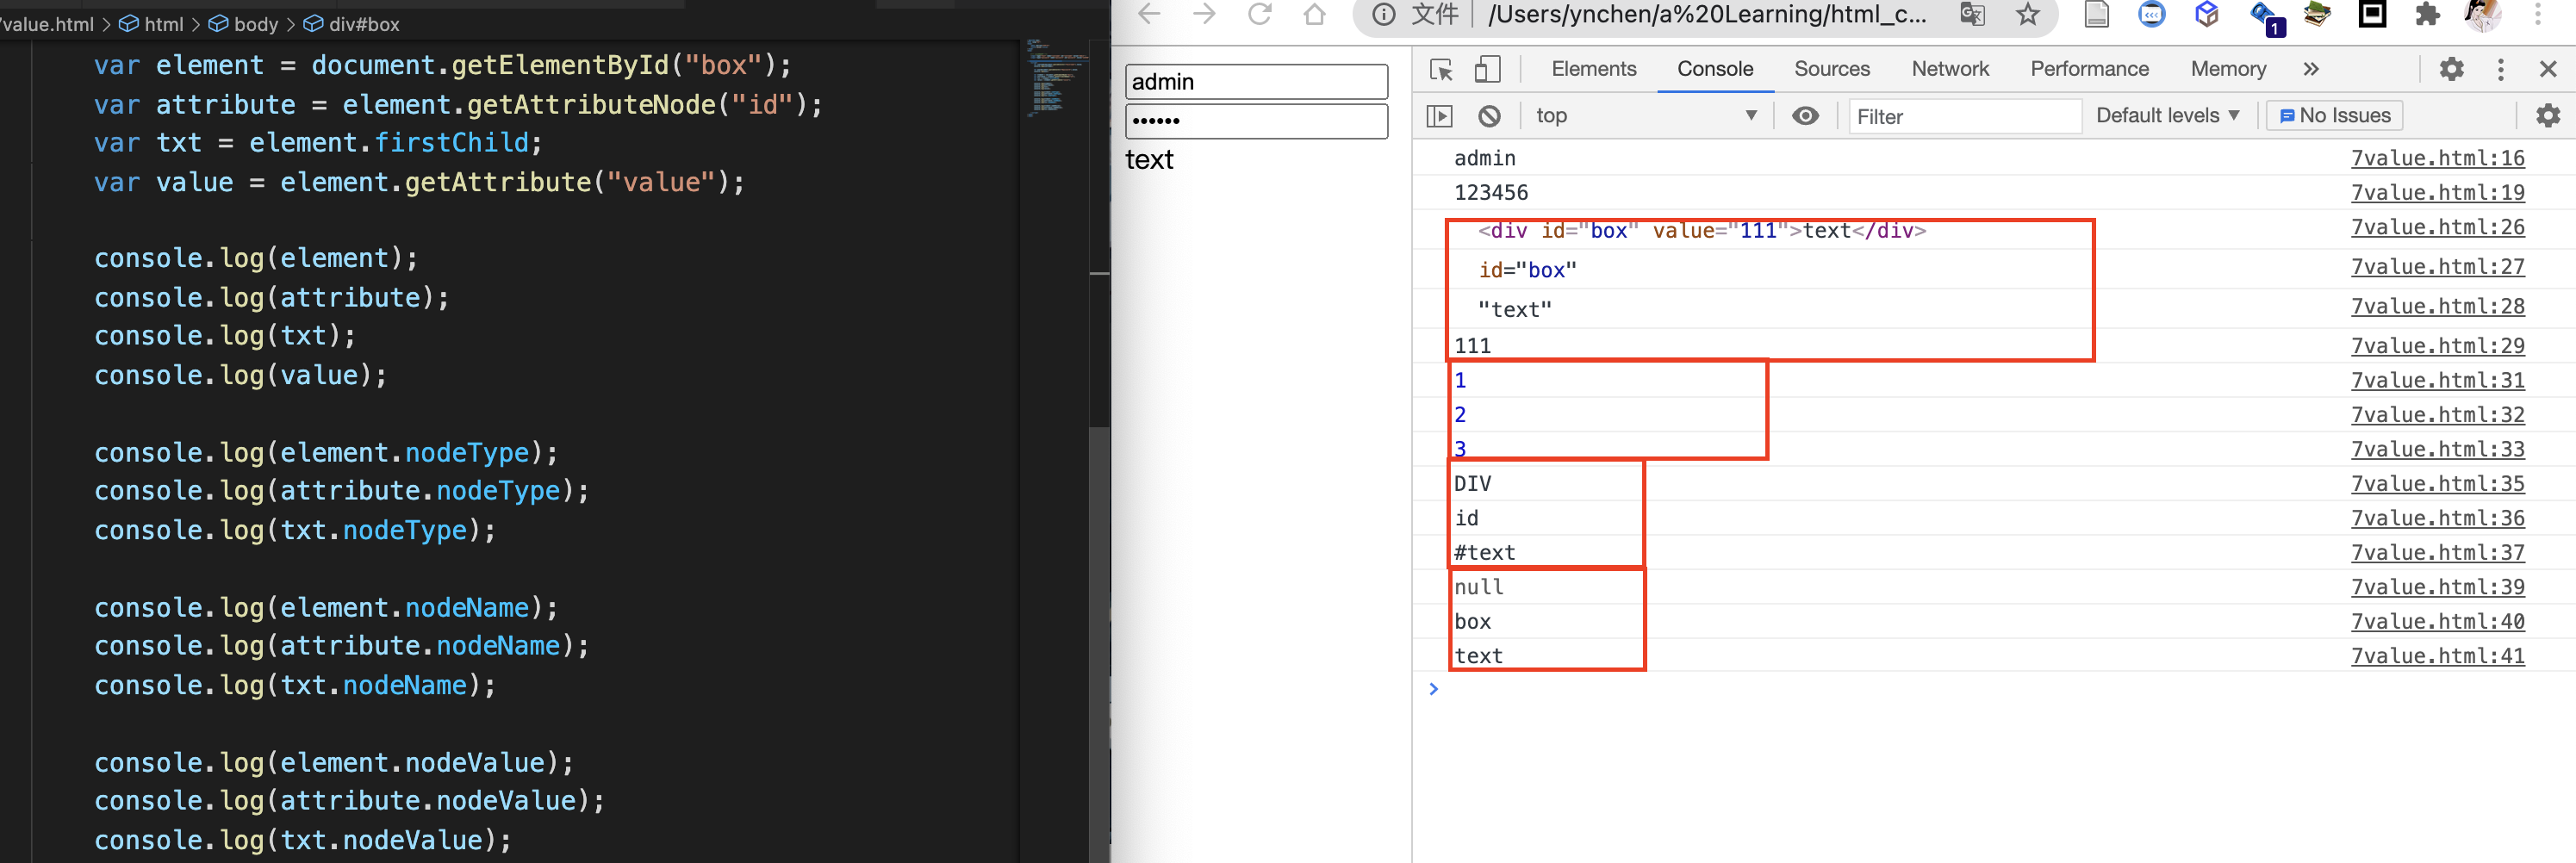 value.html > html > body > div#box
var element = document.getElementById("box");
var attribute = element.getAttributeNode("id");
var txt = element.firstChild;
var value = element.getAttribute("value");
console.log(element);
console.log(attribute);
console.log(txt);
console.log(value);
console.log(element.nodeType);
console.log(attribute.nodeType);
console.log(txt.nodeType);
console.log(element.nodeName);
console.log(attribute.nodeName);
console.log(txt.nodeName);
console.log(element.nodeValue);
console.log(attribute.nodeValue);
console.log(txt.nodeValue);
文件 /Users/ynchen/a%20Learning/html_c...
1
admin
••••••
text
Elements Console Sources Network Performance Memory »
top Filter Default levels ▼ No Issues
admin 7value.html:16
123456 7value.html:19
<div id="box" value="111">text</div> 7value.html:26
id="box" 7value.html:27
"text" 7value.html:28
111 7value.html:29
1 7value.html:31
2 7value.html:32
3 7value.html:33
DIV 7value.html:35
id 7value.html:36
#text 7value.html:37
null 7value.html:39
box 7value.html:40
text 7value.html:41
>